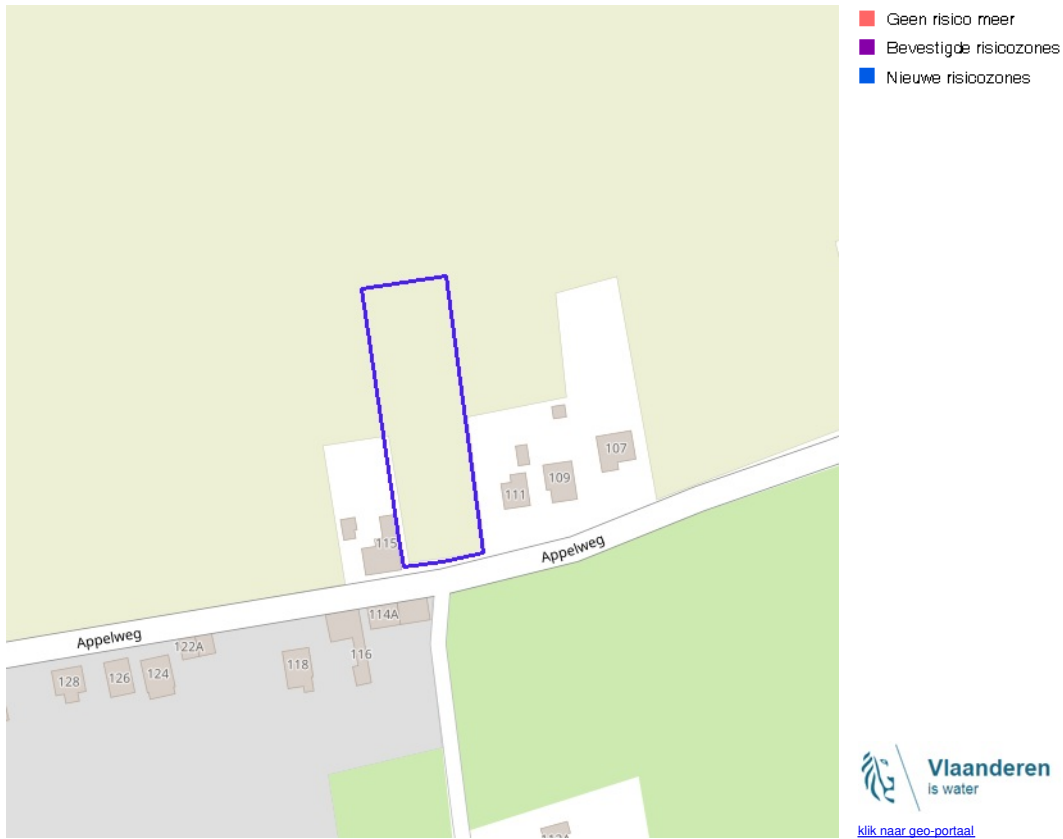 Geen risico meer
Bevestigde risicozones
Nieuwe risicozones
107
109
111
Appelweg
115
114A
Appelweg
122A
116
118
124
126
128
Vlaanderen
is water
klik naar geo-portaal